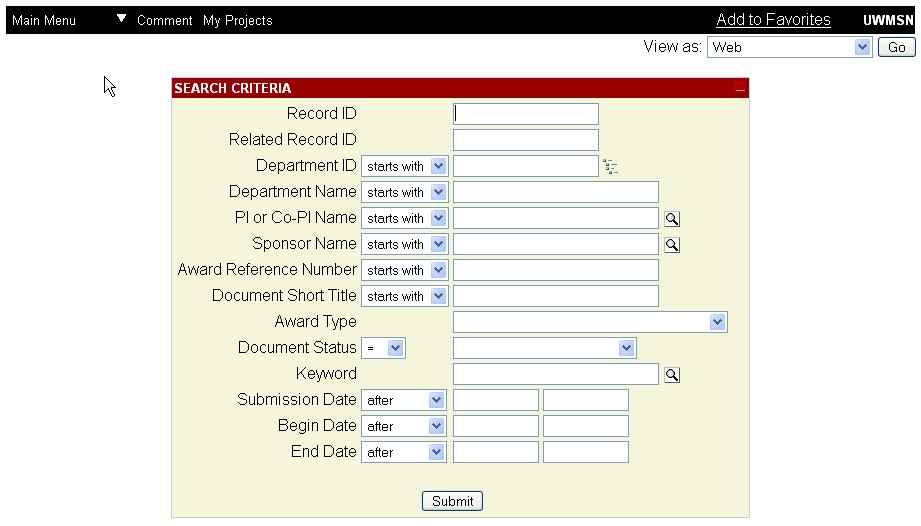 Main Menu ▼ Comment My Projects Add to Favorites UWMSN
View as: Web Go
SEARCH CRITERIA
Record ID
Related Record ID
Department ID starts with
Department Name starts with
PI or Co-PI Name starts with
Sponsor Name starts with
Award Reference Number starts with
Document Short Title starts with
Award Type
Document Status =
Keyword
Submission Date after
Begin Date after
End Date after
Submit